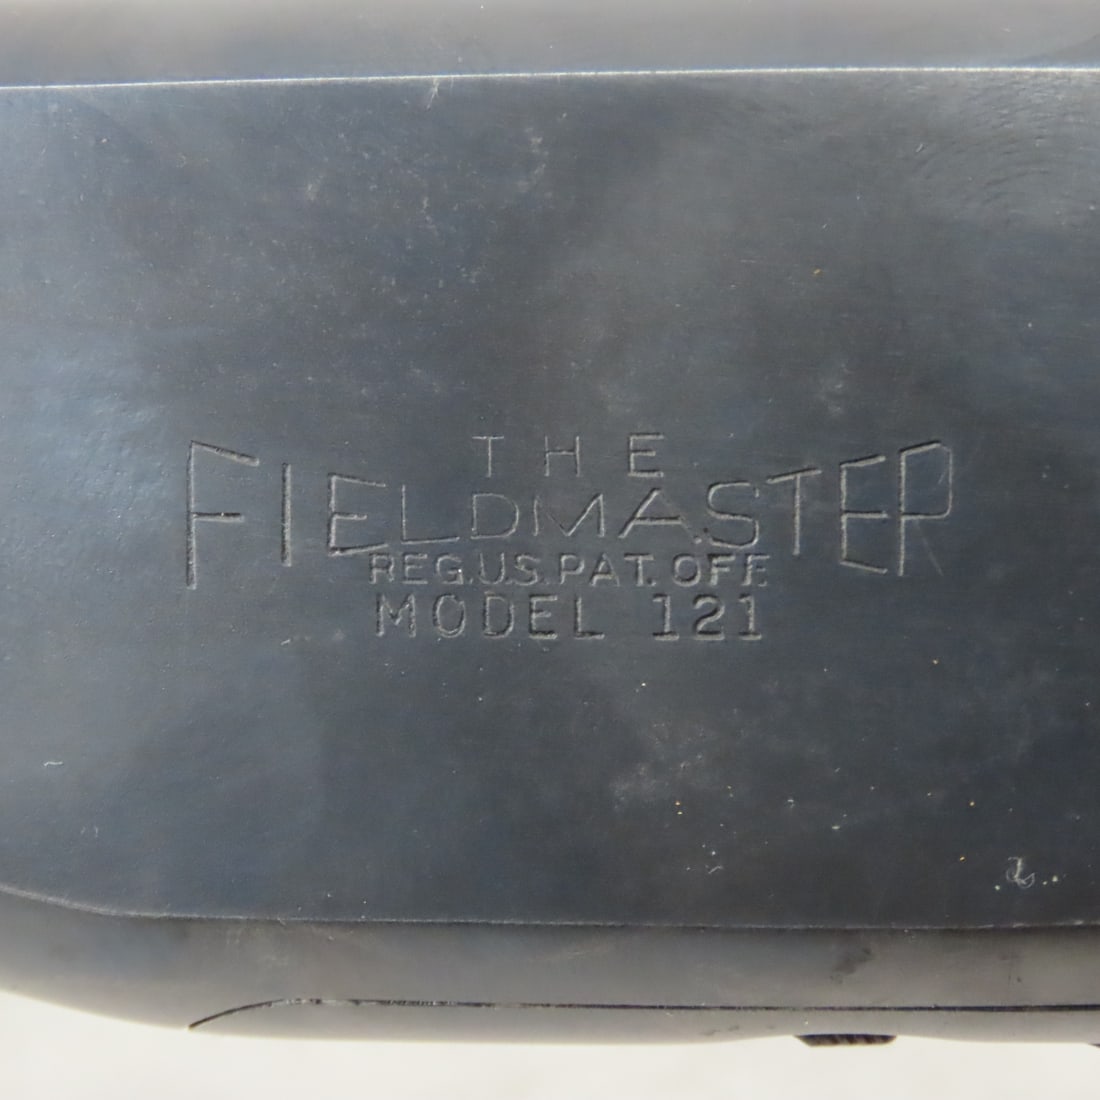 THE
FIELDMASTER
REG.U.S.PAT.OFF.
MODEL 121